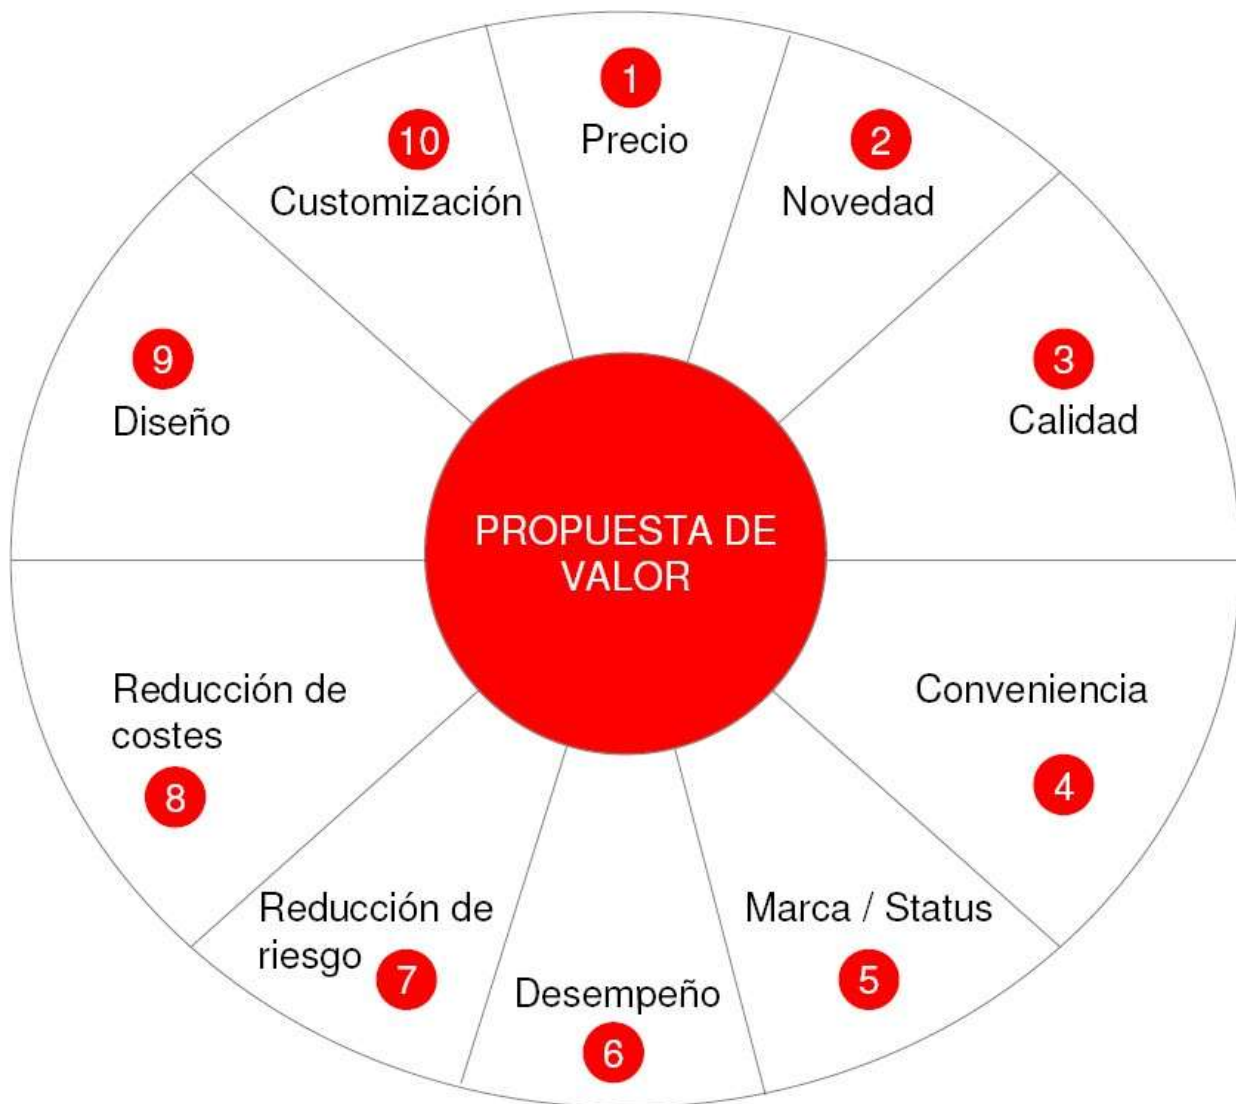 1
Precio
2
Novedad
3
Calidad
Conveniencia
4
Marca / Status
5
Desempeño
6
Reducción de
riesgo
7
Reducción de
costes
8
9
Diseño
10
Customización
PROPUESTA DE
VALOR